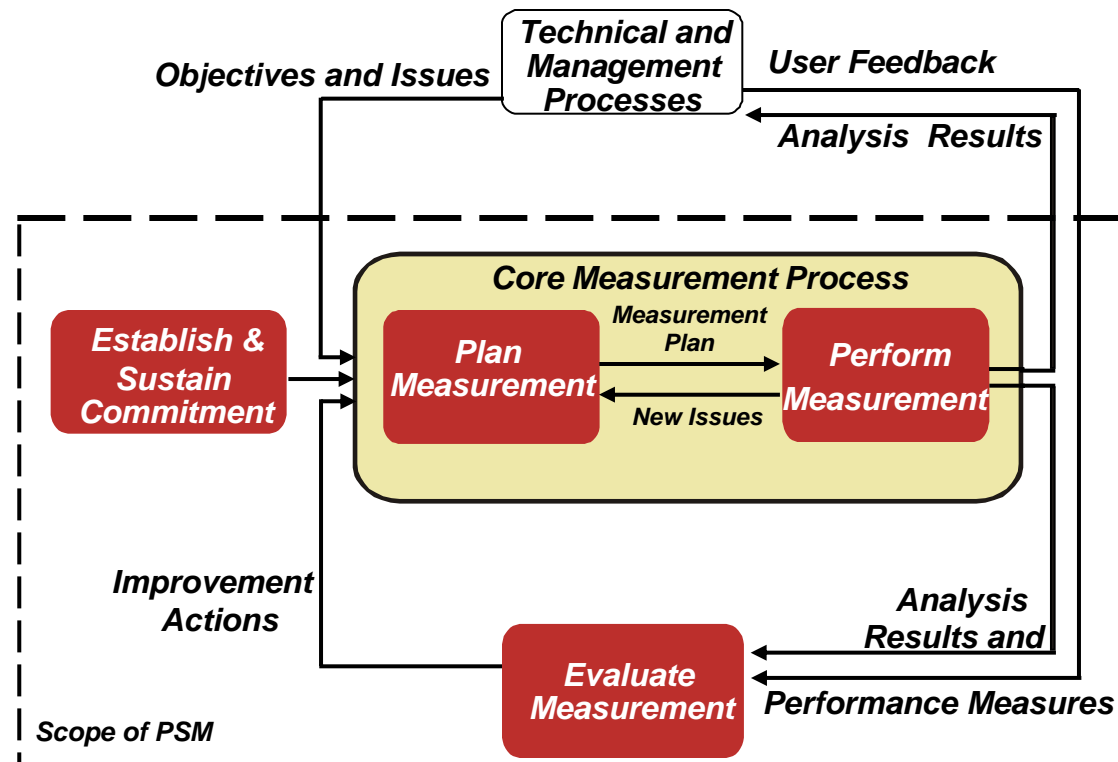 Technical and
Management
Processes
Objectives and Issues
User Feedback
Analysis Results
Core Measurement Process
Establish &
Sustain
Commitment
Plan
Measurement
Measurement
Plan
New Issues
Perform
Measurement
Improvement
Actions
Analysis
Results and
Performance Measures
Evaluate
Measurement
Scope of PSM